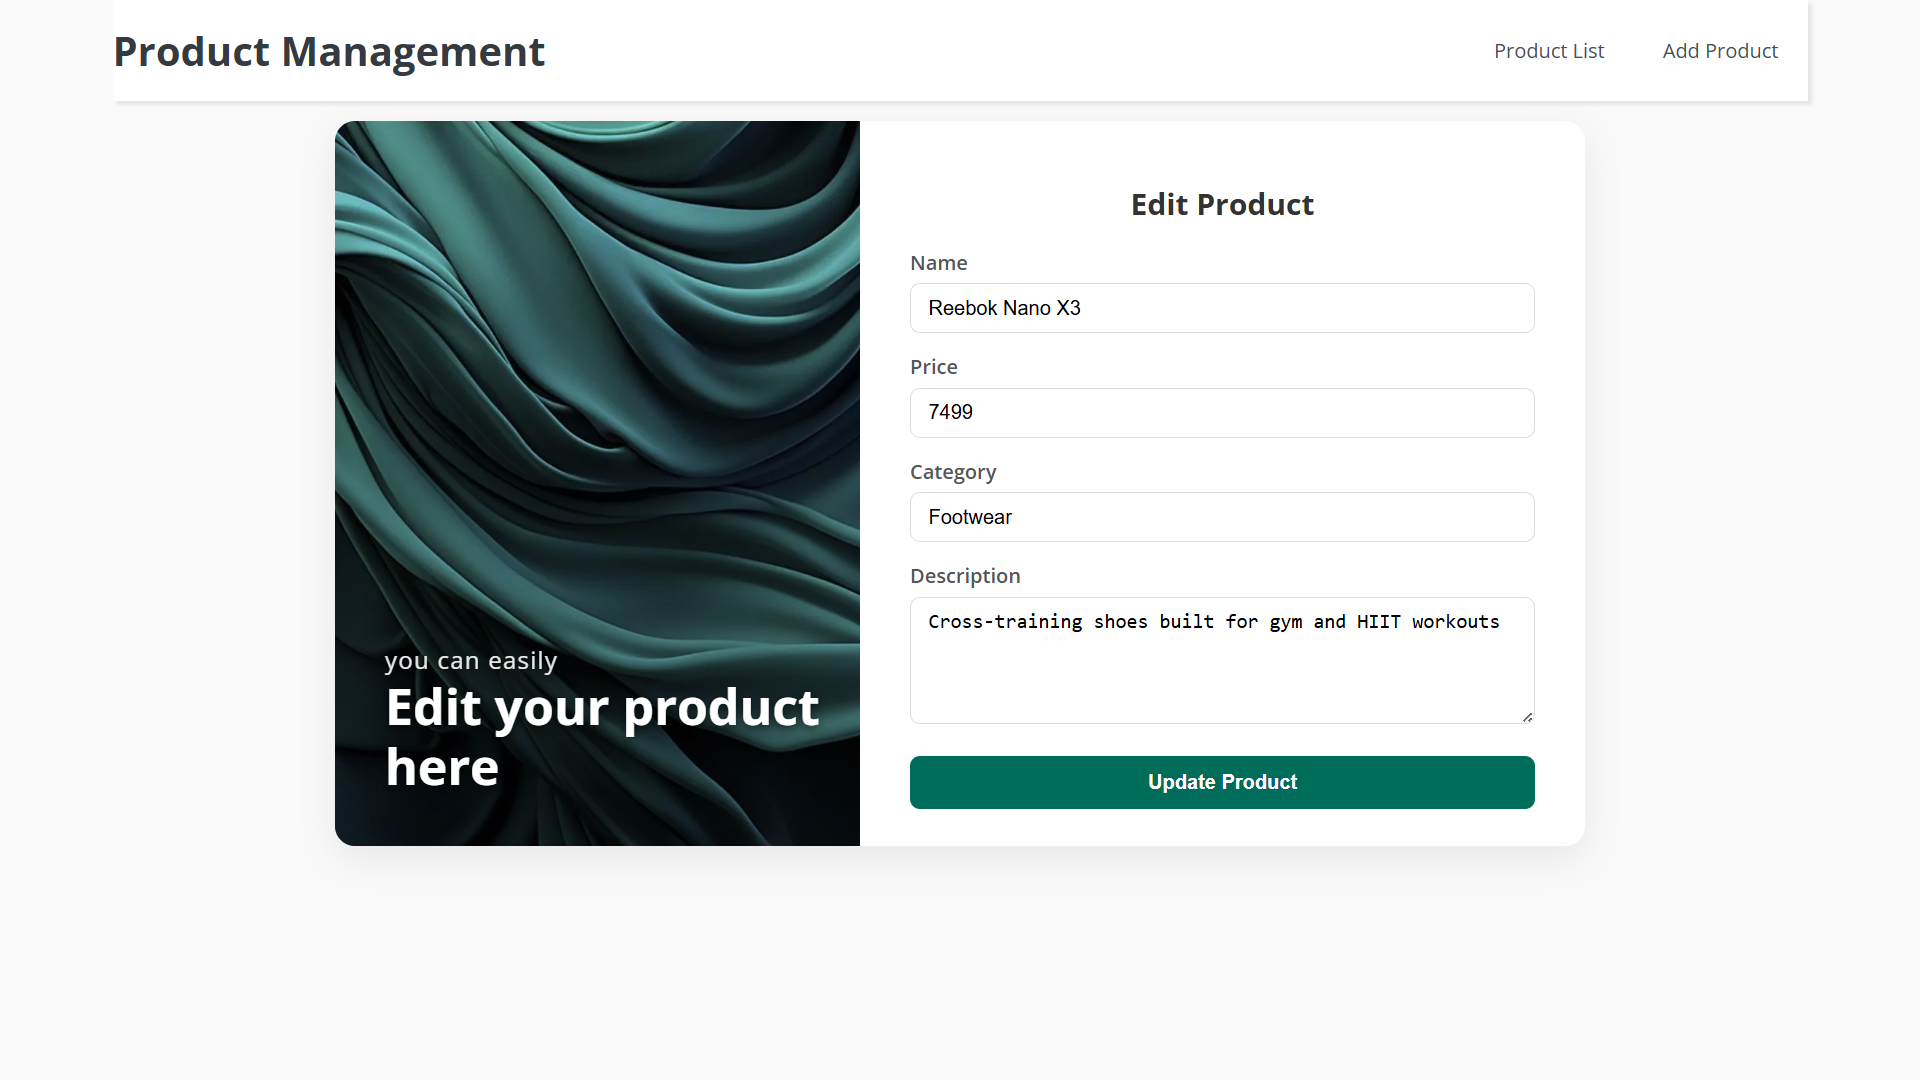 Product Management
Product List
Add Product
you can easily
Edit your product
here
Edit Product
Name
Reebok Nano X3
Price
7499
Category
Footwear
Description
Cross-training shoes built for gym and HIIT workouts
Update Product